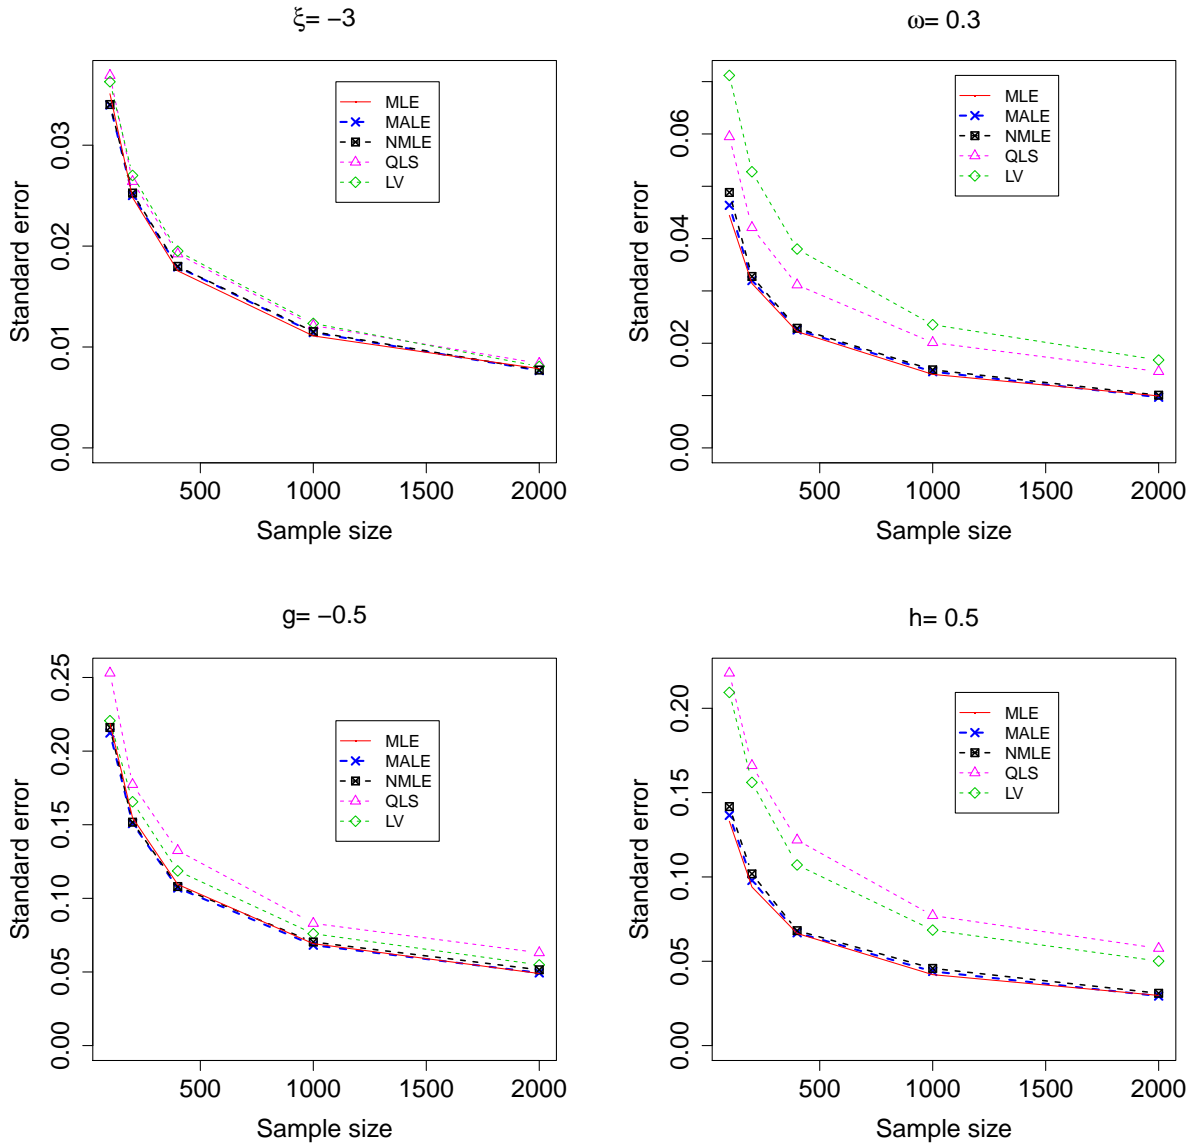 ξ= −3
Standard error
0.00 0.01 0.02 0.03
MLE
MALE
NMLE
QLS
LV
500 1000 1500 2000
Sample size
ω= 0.3
Standard error
0.00 0.02 0.04 0.06
MLE
MALE
NMLE
QLS
LV
500 1000 1500 2000
Sample size
g= −0.5
Standard error
0.00 0.05 0.10 0.15 0.20 0.25
MLE
MALE
NMLE
QLS
LV
500 1000 1500 2000
Sample size
h= 0.5
Standard error
0.00 0.05 0.10 0.15 0.20
MLE
MALE
NMLE
QLS
LV
500 1000 1500 2000
Sample size